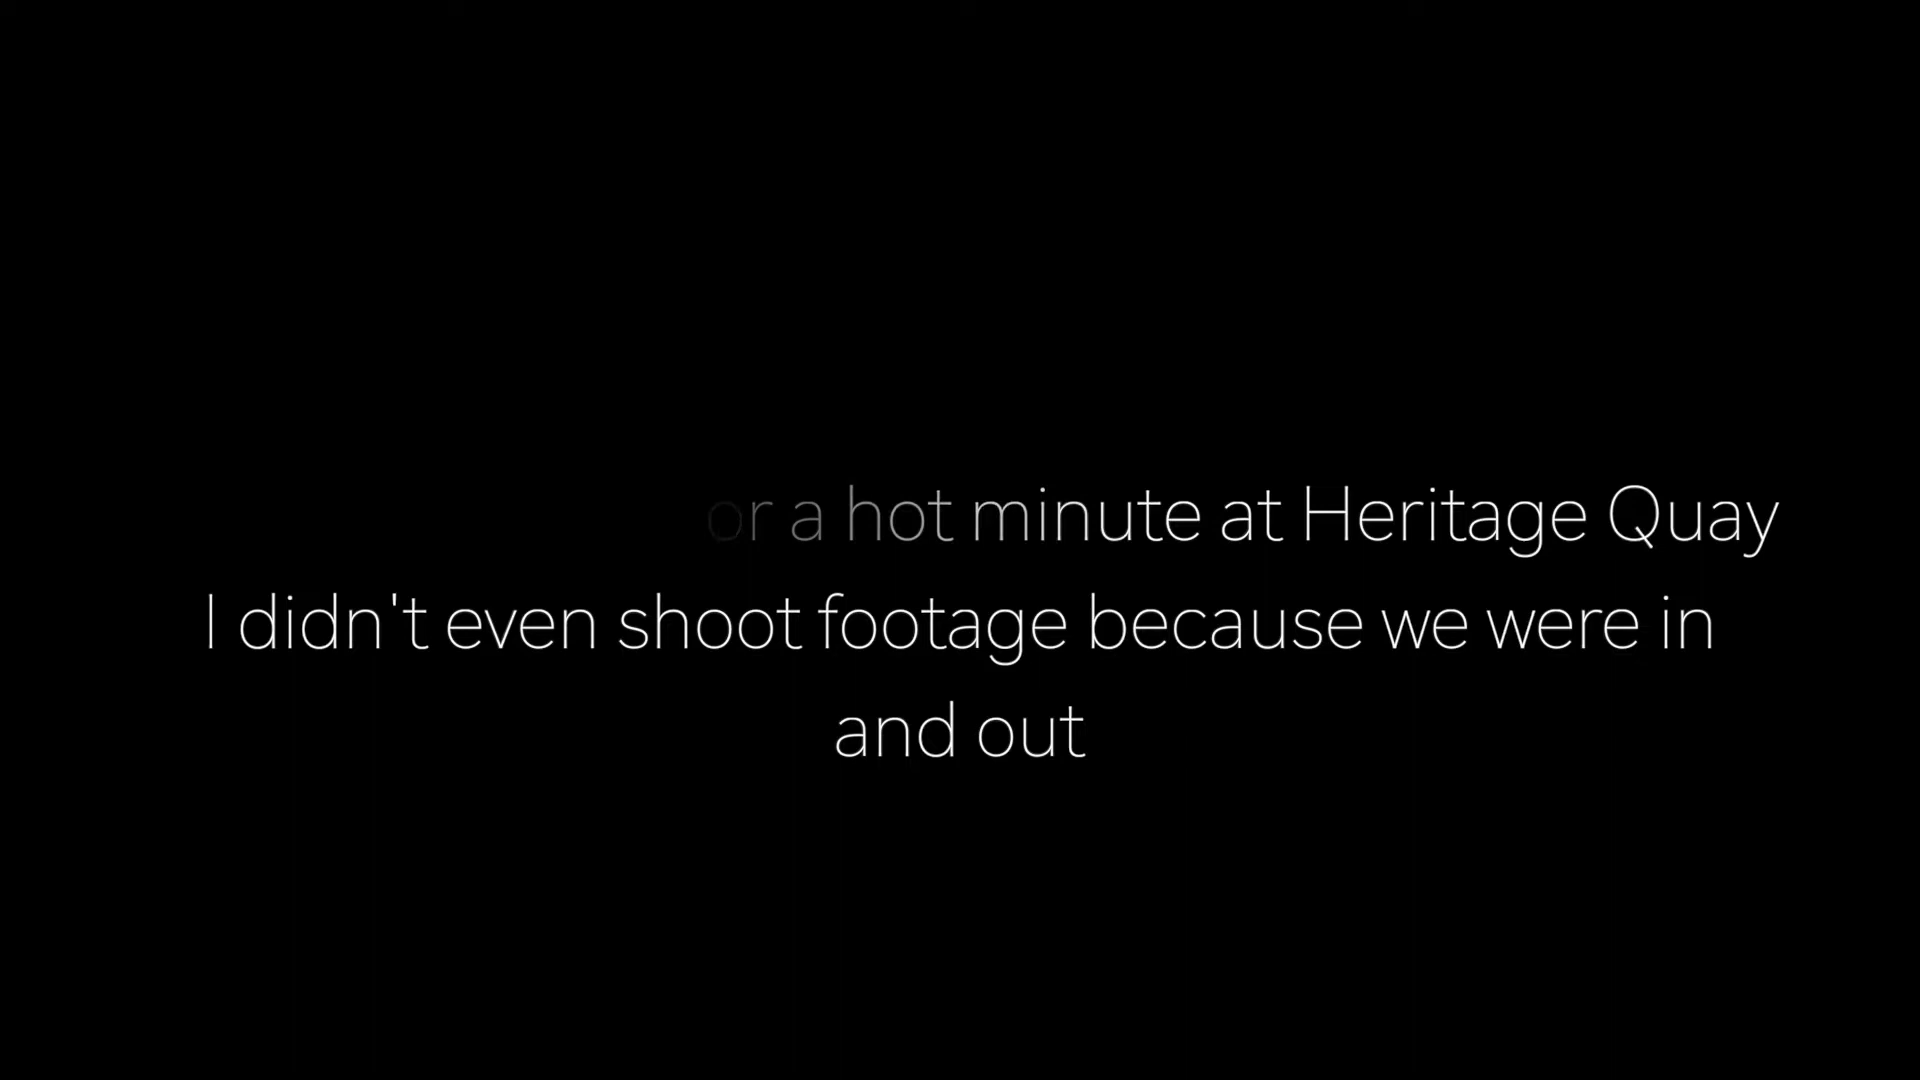 or a hot minute at Heritage Quay
I didn't even shoot footage because we were in
and out